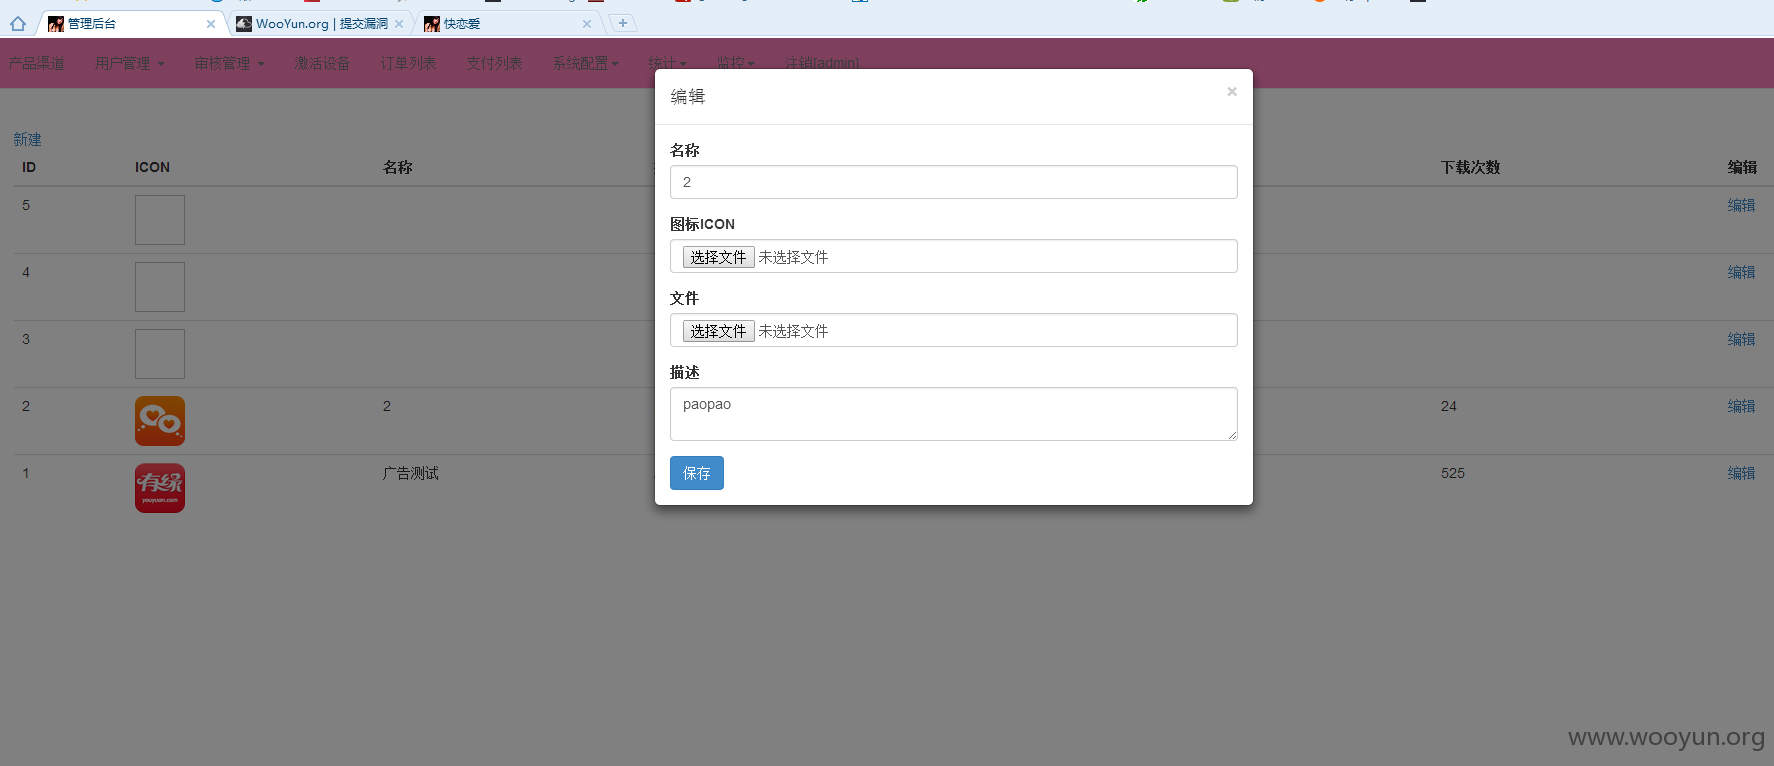 管理后台
WooYun.org | 提交漏洞
快恋爱
产品渠道 用户管理 审核管理 激活设备 订单列表 支付列表 系统配置 统计 监控 注销[admin]
编辑 ×
新建
名称
ID ICON 名称 下载次数 编辑
2
5 编辑
图标ICON
选择文件 未选择文件
4 编辑
文件
选择文件 未选择文件
3 编辑
描述
paopao
2 2 24 编辑
保存
1 有缘 youyuan.com 广告测试 525 编辑
www.wooyun.org